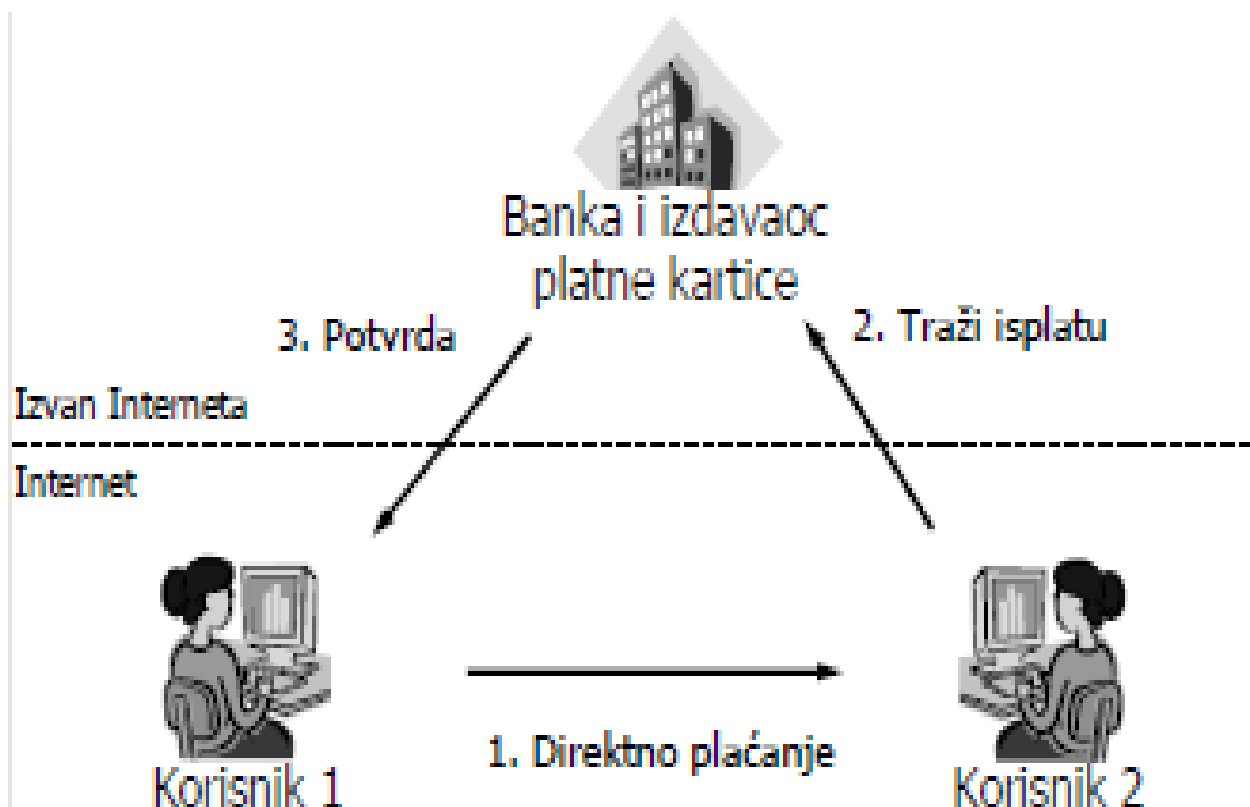 Banka i izdavaoc
platne kartice
3. Potvrda
2. Traži isplatu
Izvan Interneta
Internet
1. Direktno plaćanje
Korisnik 1
Korisnik 2